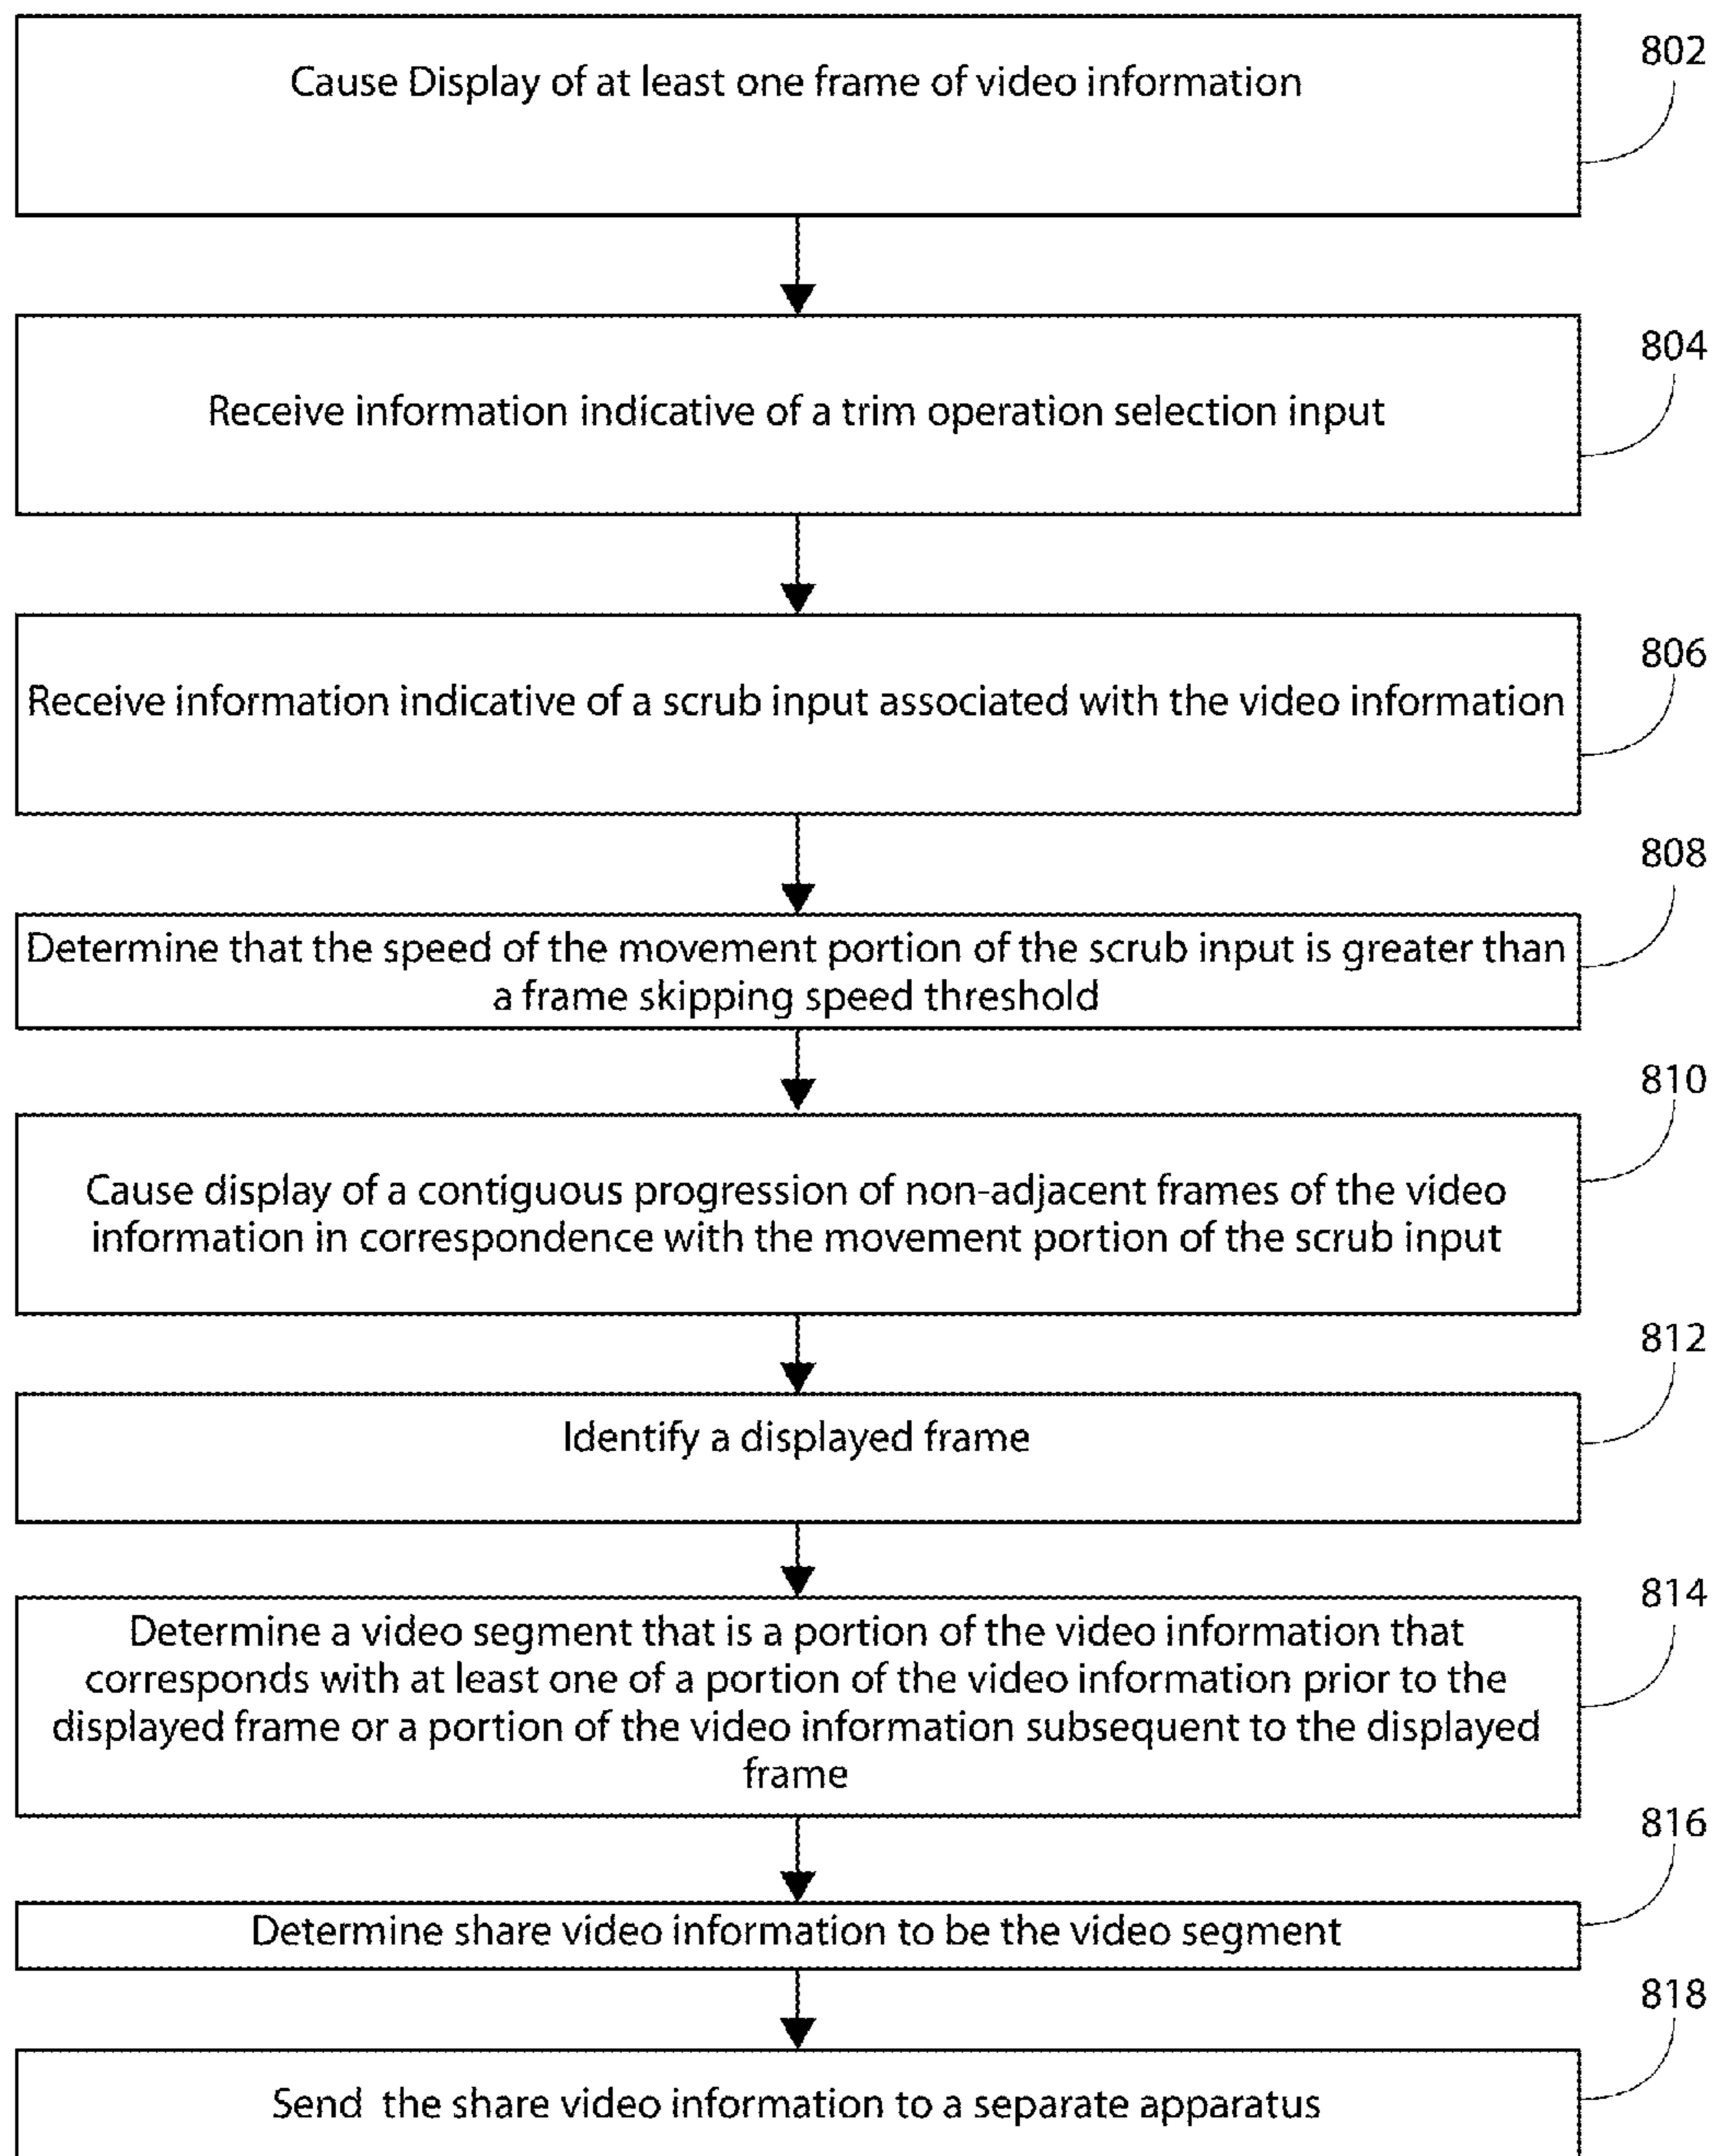 802
Cause Display of at least one frame of video information
804
Receive information indicative of a trim operation selection input
806
Receive information indicative of a scrub input associated with the video information
808
Determine that the speed of the movement portion of the scrub input is greater than
a frame skipping speed threshold
810
Cause display of a contiguous progression of non-adjacent frames of the video
information in correspondence with the movement portion of the scrub input
812
Identify a displayed frame
814
Determine a video segment that is a portion of the video information that
corresponds with at least one of a portion of the video information prior to the
displayed frame or a portion of the video information subsequent to the displayed
frame
816
Determine share video information to be the video segment
818
Send the share video information to a separate apparatus